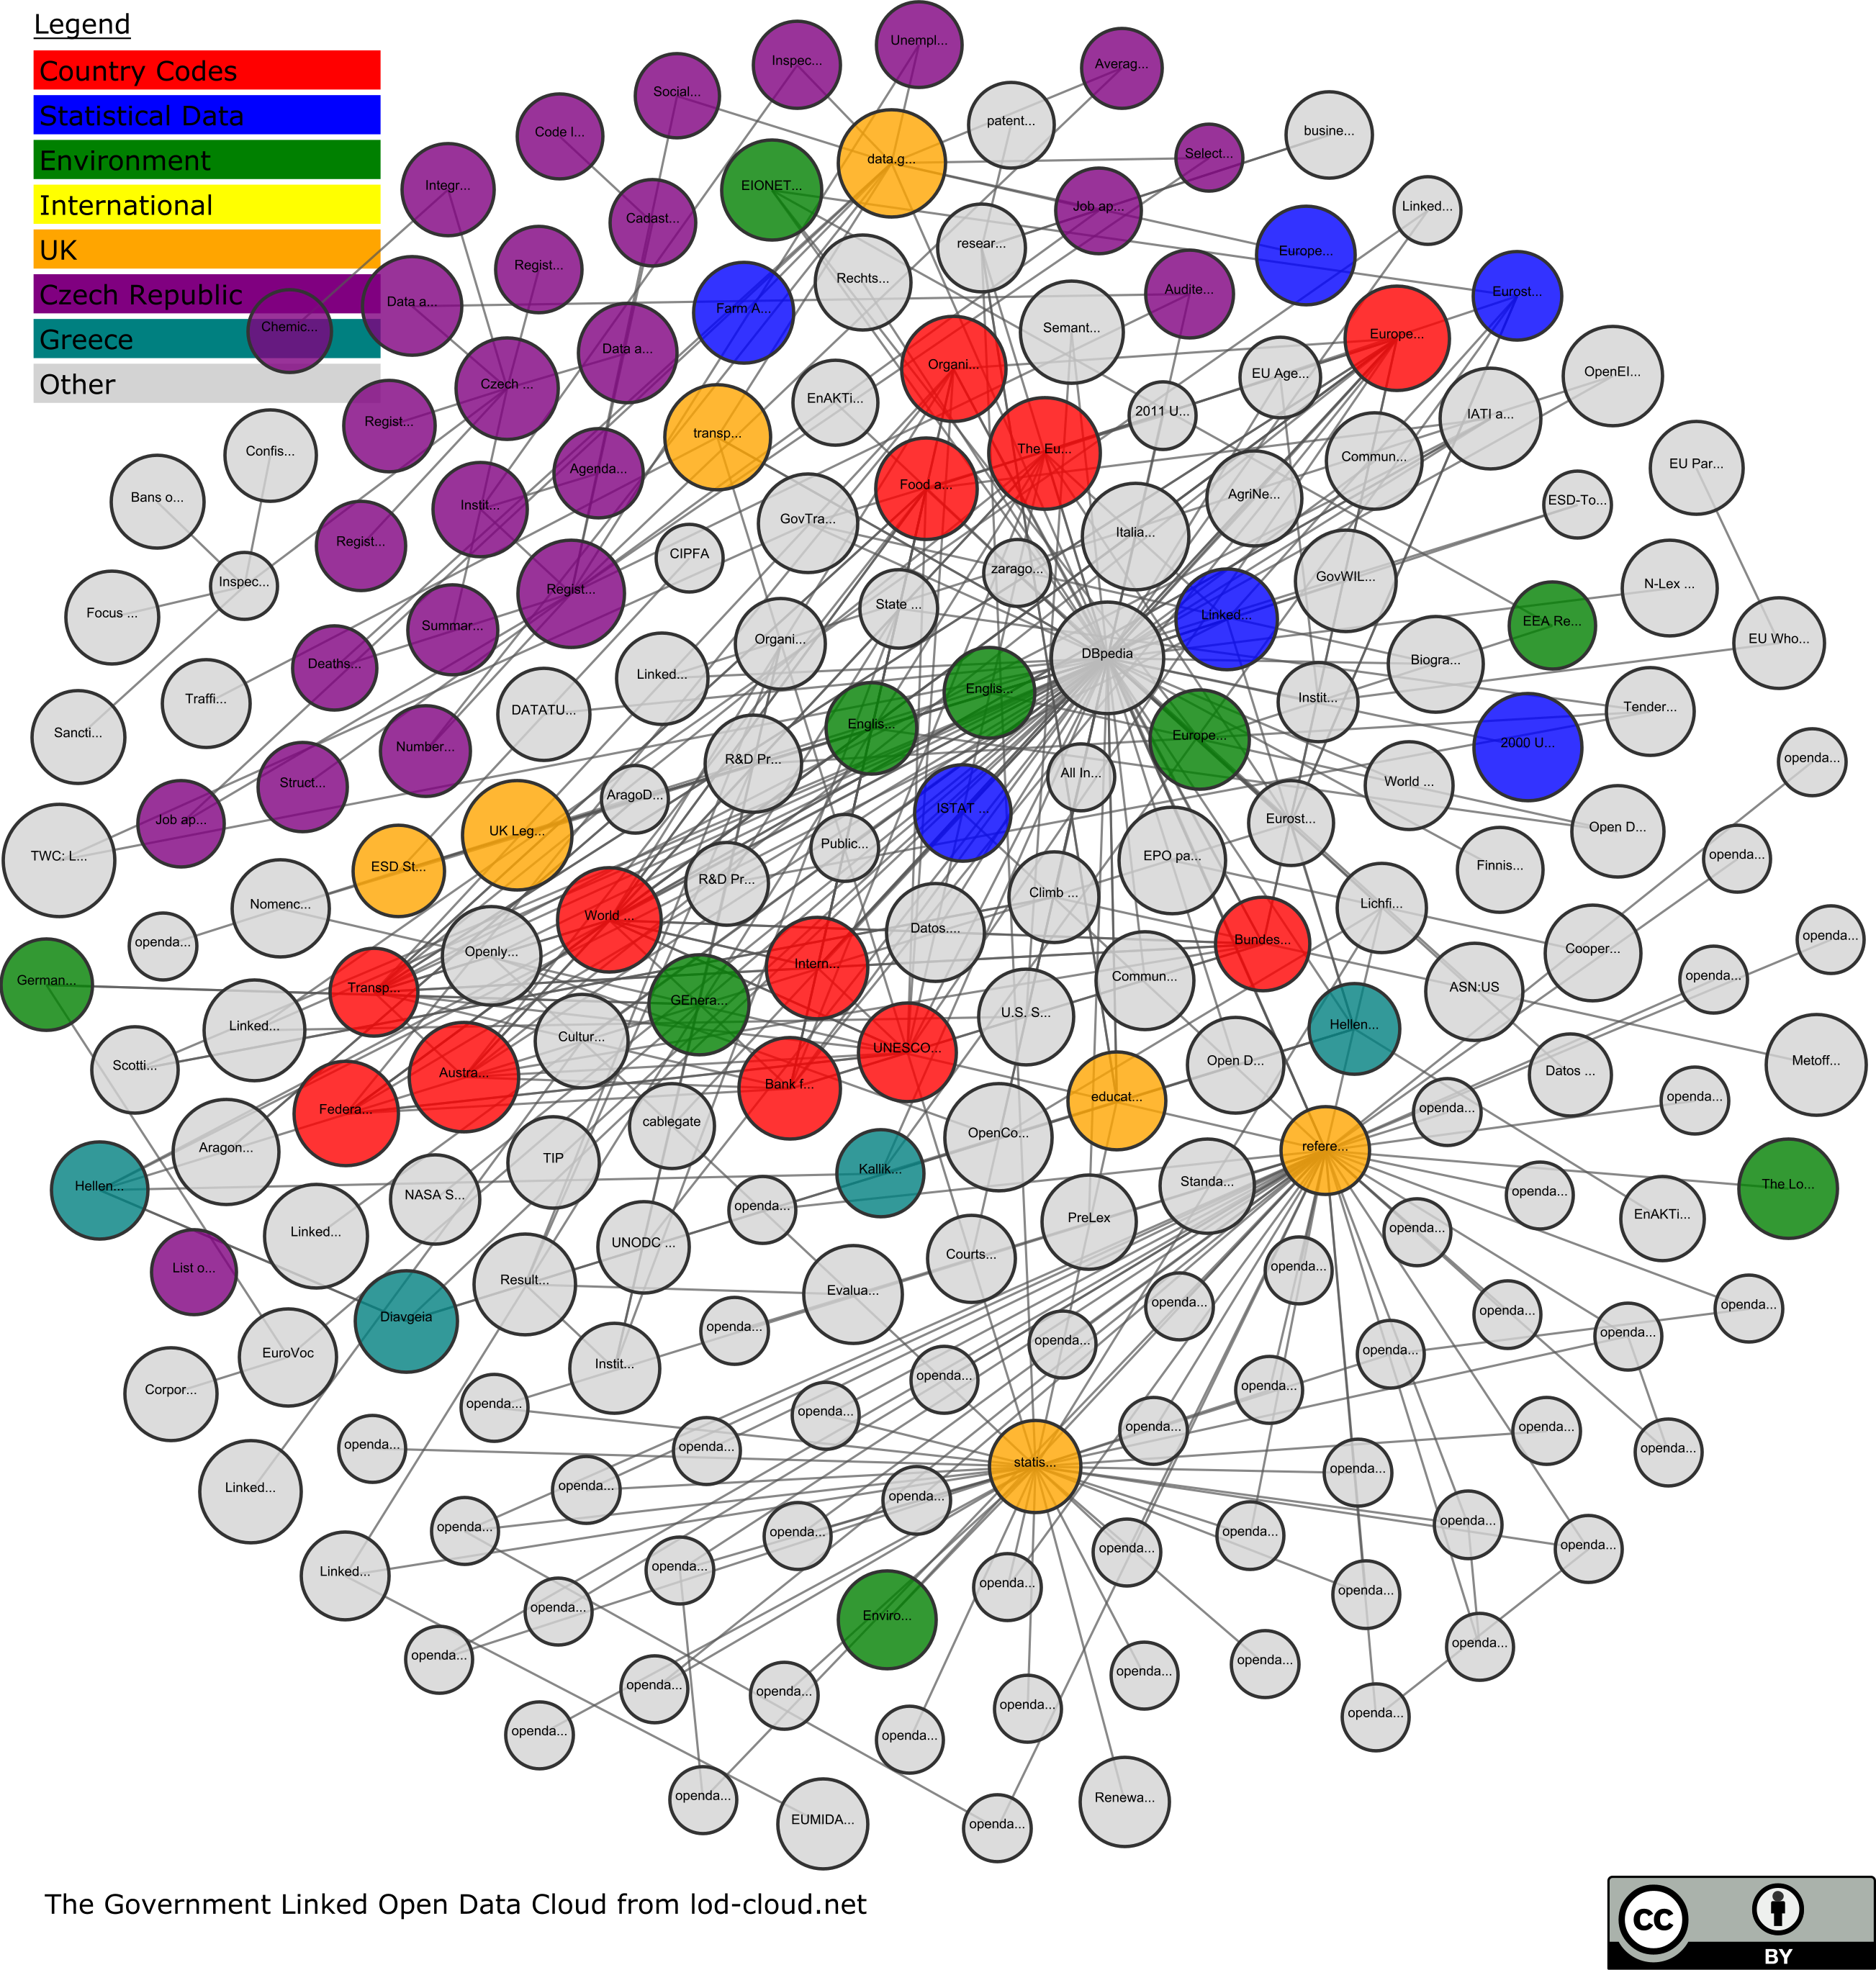 Legend
Country Codes
Statistical Data
Environment
International
UK
Czech Republic
Greece
Other
Unempl...
Inspec...
Averag...
Social...
patent...
busine...
Code l...
data.g...
Select...
EIONET...
Integr...
Job ap...
Linked...
Cadast...
resear...
Europe...
Regist...
Rechts...
Audite...
Eurost...
Data a...
Farm A...
Chemic...
Semant...
Europe...
Data a...
Organi...
OpenEI...
EU Age...
Czech ...
EnAKTi...
2011 U...
IATI a...
Regist...
transp...
The Eu...
Confis...
Commun...
EU Par...
Agenda...
Food a...
Bans o...
AgriNe...
ESD-To...
Instit...
GovTra...
Italia...
Regist...
CIPFA
zarago...
GovWIL...
Inspec...
N-Lex ...
Regist...
State ...
Linked...
Focus ...
EEA Re...
Summar...
Organi...
EU Who...
DBpedia
Deaths...
Biogra...
Linked...
Englis...
Traffi...
Instit...
DATATU...
Tender...
Sancti...
Englis...
Europe...
Number...
2000 U...
R&D Pr...
All In...
openda...
Struct...
World ...
AragoD...
ISTAT ...
Job ap...
UK Leg...
Eurost...
Open D...
Public...
TWC: L...
EPO pa...
openda...
ESD St...
Finnis...
R&D Pr...
Climb ...
Nomenc...
Lichfi...
World ...
Datos....
openda...
openda...
Openly...
Bundes...
Cooper...
Intern...
German...
Commun...
openda...
Transp...
ASN:US
GEnera...
U.S. S...
Linked...
Hellen...
Cultur...
UNESCO...
Scotti...
Open D...
Metoff...
Austra...
Datos ...
Bank f...
educat...
openda...
Federa...
openda...
cablegate
OpenCo...
Aragon...
refere...
TIP
Kallik...
Hellen...
Standa...
The Lo...
NASA S...
openda...
openda...
EnAKTi...
PreLex
Linked...
openda...
UNODC ...
Courts...
List o...
openda...
Result...
Evalua...
openda...
openda...
openda...
Diavgeia
openda...
openda...
openda...
EuroVoc
openda...
Instit...
openda...
Corpor...
openda...
openda...
openda...
openda...
openda...
openda...
openda...
openda...
statis...
openda...
Linked...
openda...
openda...
openda...
openda...
openda...
openda...
openda...
openda...
openda...
Linked...
openda...
openda...
openda...
Enviro...
openda...
openda...
openda...
openda...
openda...
openda...
openda...
openda...
openda...
openda...
openda...
Renewa...
EUMIDA...
openda...
The Government Linked Open Data Cloud from lod-cloud.net
CC
BY